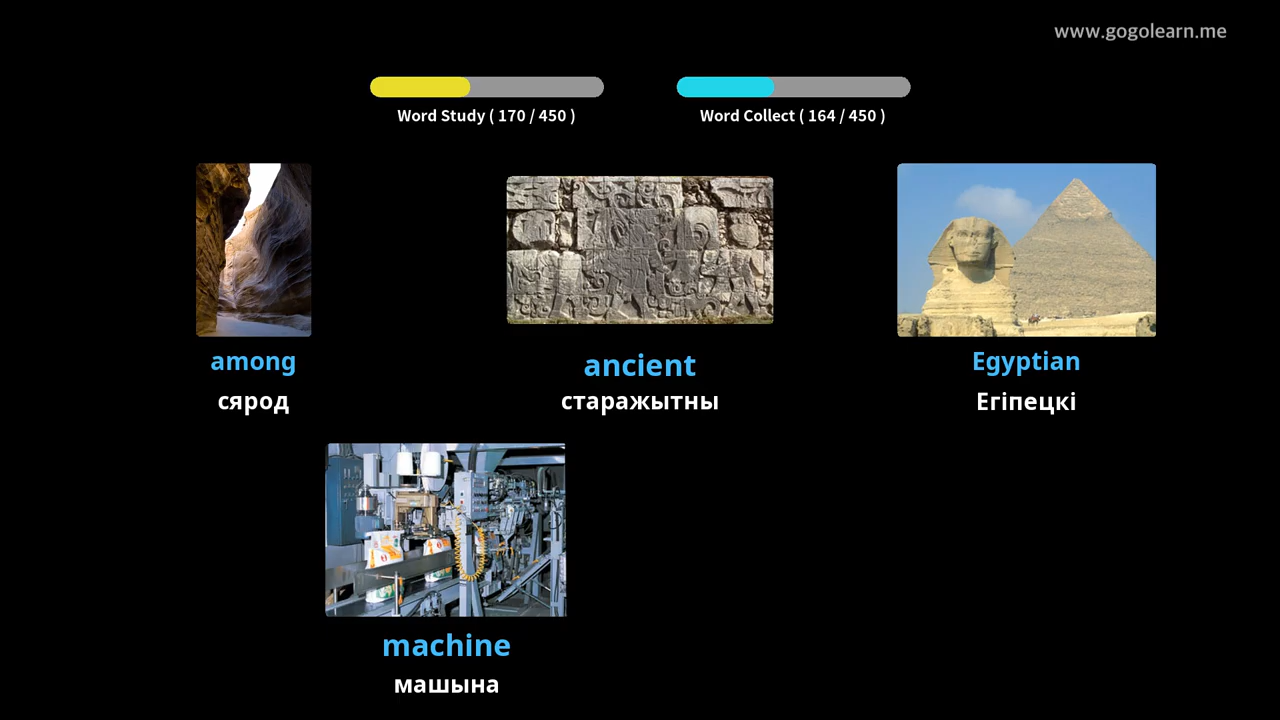 www.gogolearn.me
Word Study ( 170 / 450 )
Word Collect ( 164 / 450 )
among
сярод
ancient
старажытны
Egyptian
Егіпецкі
machine
машына